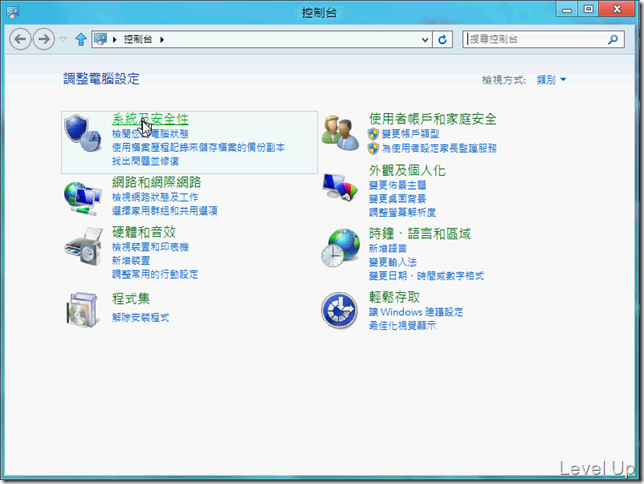 控制台
控制台
搜尋控制台
調整電腦設定
檢視方式: 類別
系統及安全性
檢閱您的電腦狀態
使用檔案歷程記錄來儲存檔案的備份副本
找出問題並修復
網路和網際網路
檢視網路狀態及工作
選擇家用群組和共用選項
硬體和音效
檢視裝置和印表機
新增裝置
調整常用的行動設定
程式集
解除安裝程式
使用者帳戶和家庭安全
變更帳戶類型
為使用者設定家長監護服務
外觀及個人化
變更佈景主題
變更桌面背景
調整螢幕解析度
時鐘、語言和區域
新增語言
變更輸入法
變更日期、時間或數字格式
輕鬆存取
讓 Windows 建議設定
最佳化視覺顯示
Level Up